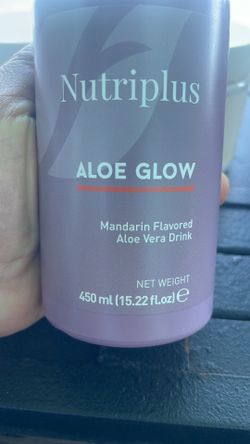 Nutriplus
ALOE GLOW
Mandarin Flavored
Aloe Vera Drink
NET WEIGHT
450 ml (15.22 fl.oz) ℮